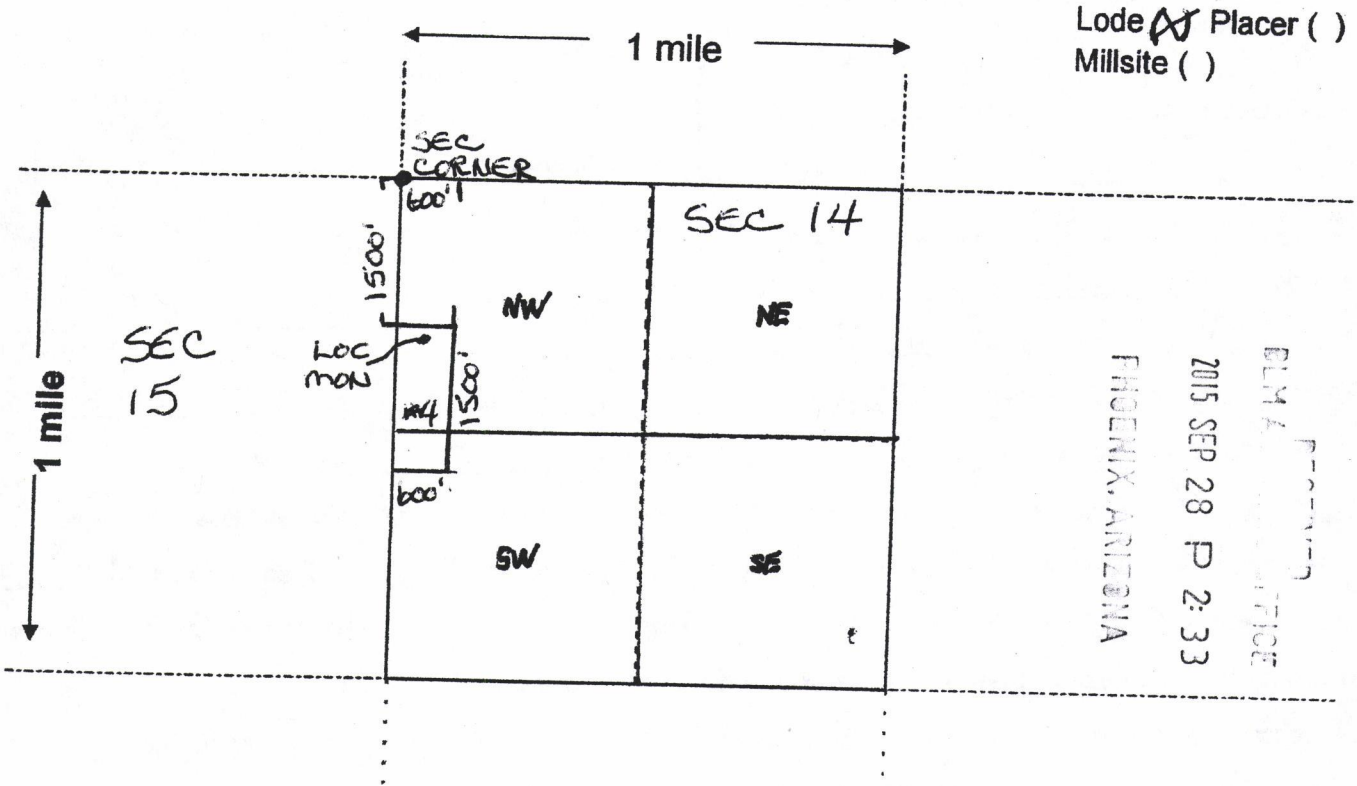 Lode (X) Placer ( )
Millsite ( )
1 mile
SEC
CORNER
600'
SEC 14
1500'
NW
NE
SEC
15
1 mile
LOC
MON
1500'
600'
SW
SE
BLM A
2015 SEP 28 P 2:33
PHOENIX, ARIZONA